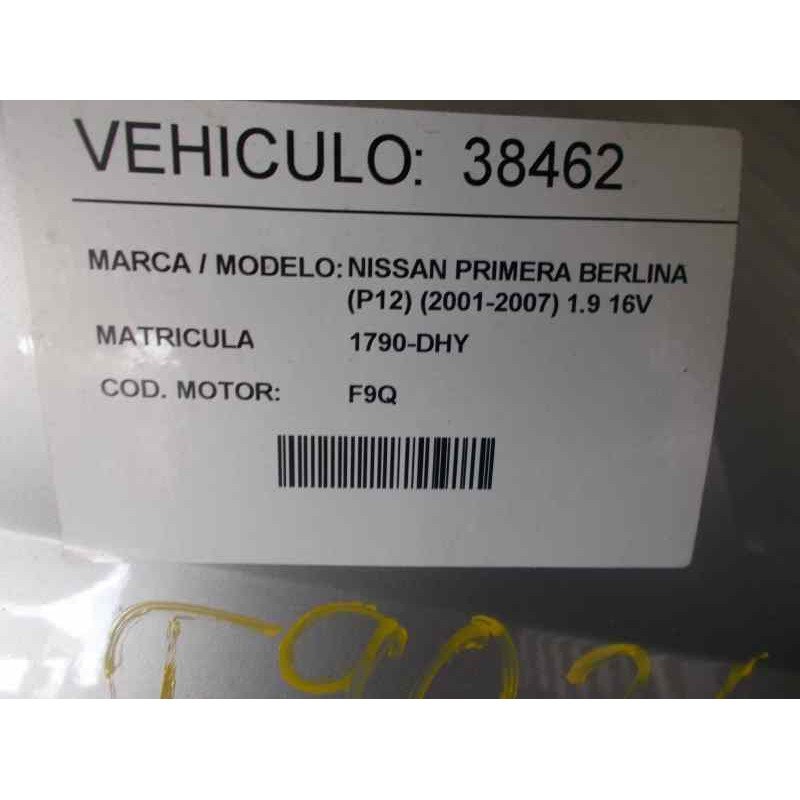 VEHICULO: 38462
MARCA / MODELO: NISSAN PRIMERA BERLINA
(P12) (2001-2007) 1.9 16V
MATRICULA 1790-DHY
COD. MOTOR: F9Q